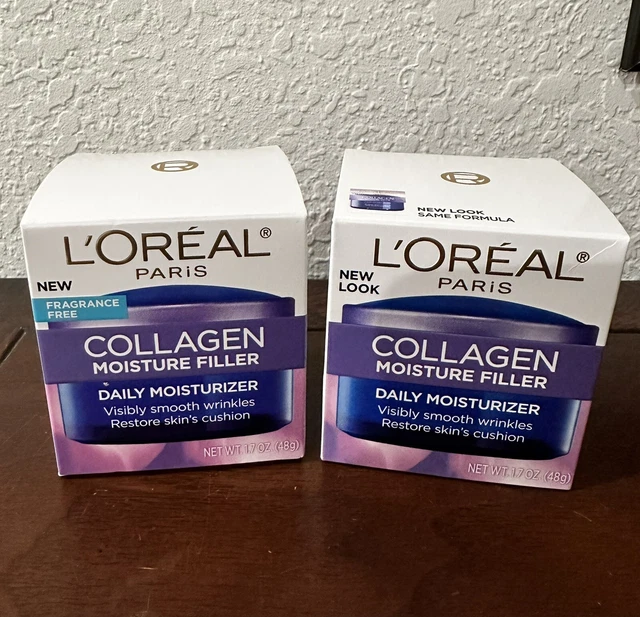 L'ORÉAL®
PARiS
NEW
FRAGRANCE
FREE
COLLAGEN
MOISTURE FILLER
DAILY MOISTURIZER
Visibly smooth wrinkles
Restore skin's cushion
NET WT. 1.7 OZ. (48g)
NEW LOOK
SAME FORMULA
L'ORÉAL®
PARiS
NEW
LOOK
COLLAGEN
MOISTURE FILLER
DAILY MOISTURIZER
Visibly smooth wrinkles
Restore skin's cushion
NET WT. 1.7 OZ. (48g)